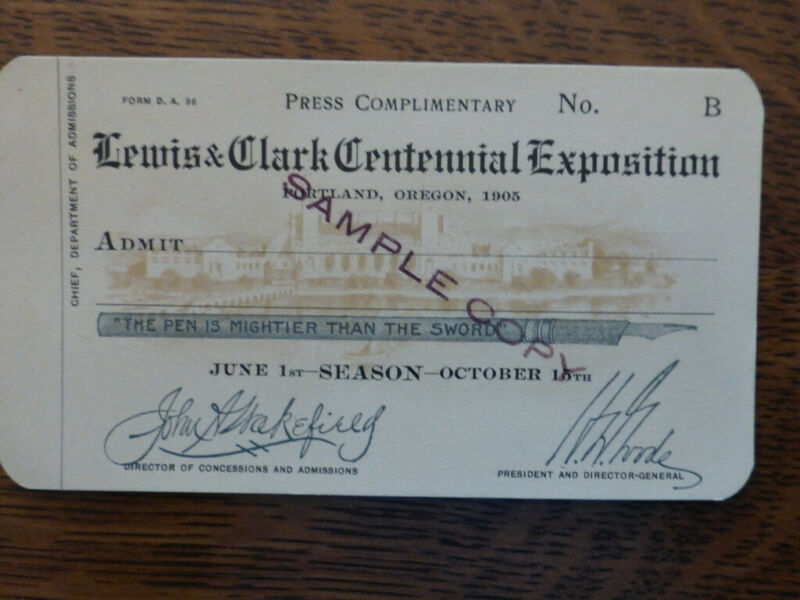 CHIEF, DEPARTMENT OF ADMISSIONS
FORM D. A. 36
PRESS COMPLIMENTARY No. B
Lewis & Clark Centennial Exposition
PORTLAND, OREGON, 1905
ADMIT
SAMPLE COPY
"THE PEN IS MIGHTIER THAN THE SWORD"
JUNE 1ST—SEASON—OCTOBER 15TH
John A Wakefield
H. W. Goode
DIRECTOR OF CONCESSIONS AND ADMISSIONS
PRESIDENT AND DIRECTOR-GENERAL